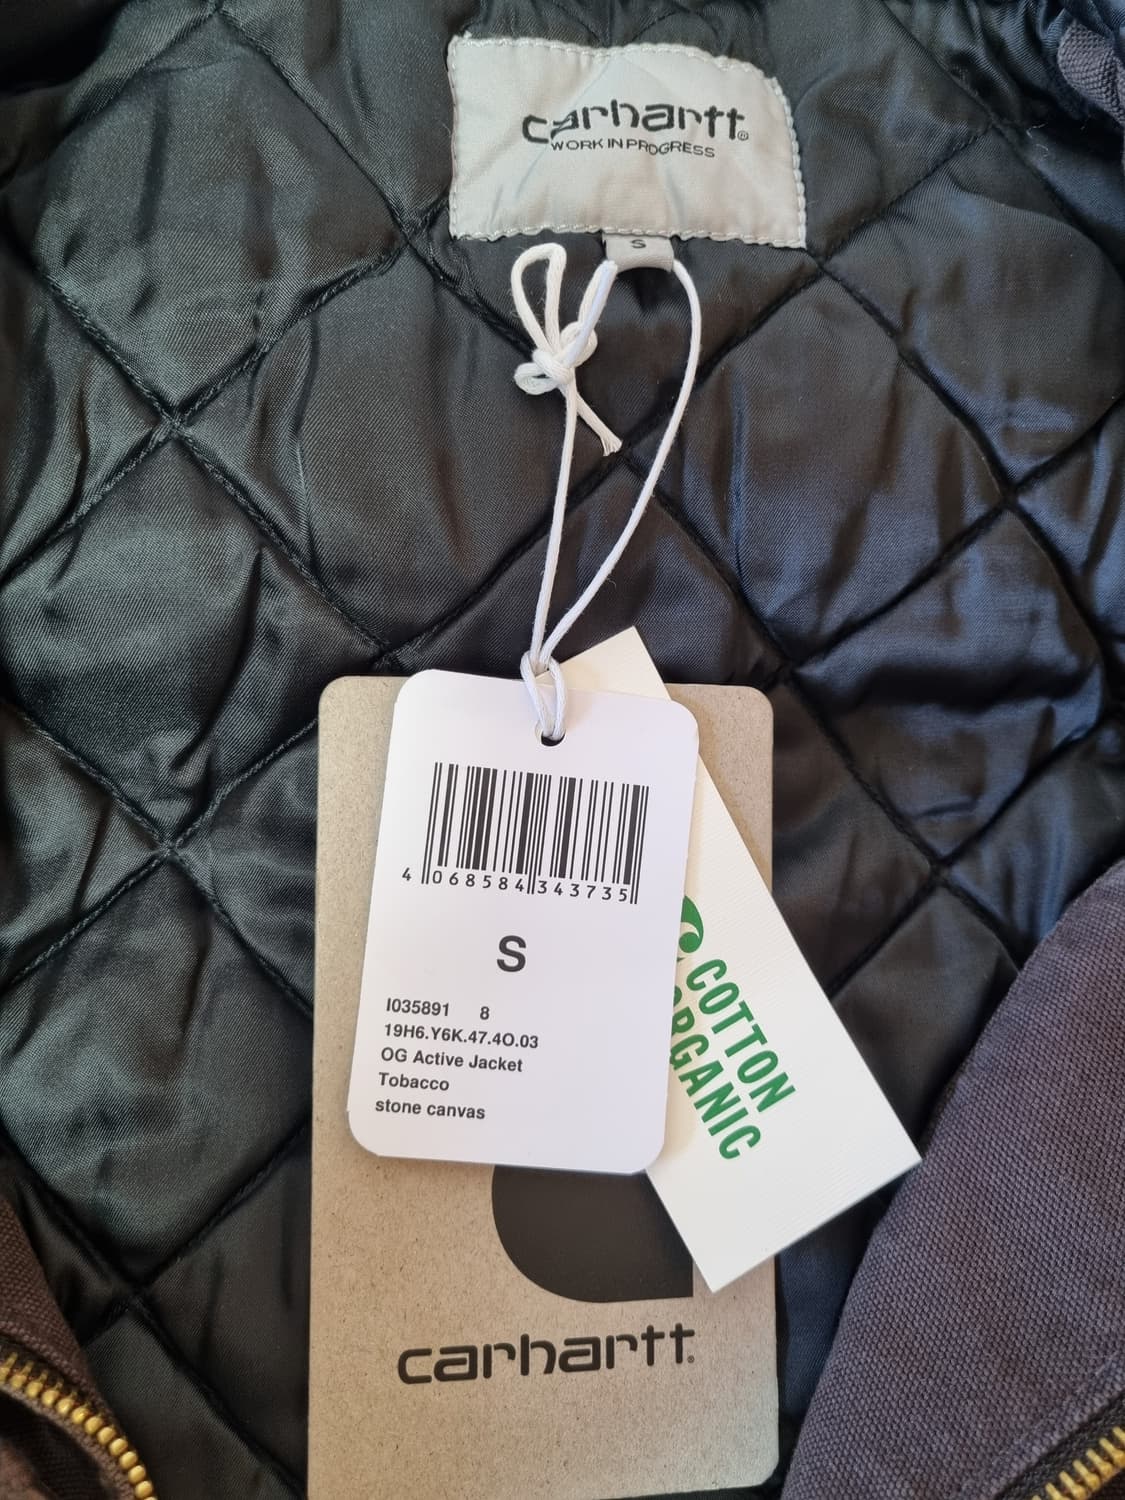 carhartt®
WORK IN PROGRESS
S
4 068584 343735
S
I035891 8
19H6.Y6K.47.4O.03
OG Active Jacket
Tobacco
stone canvas
COTTON
ORGANIC
carhartt.